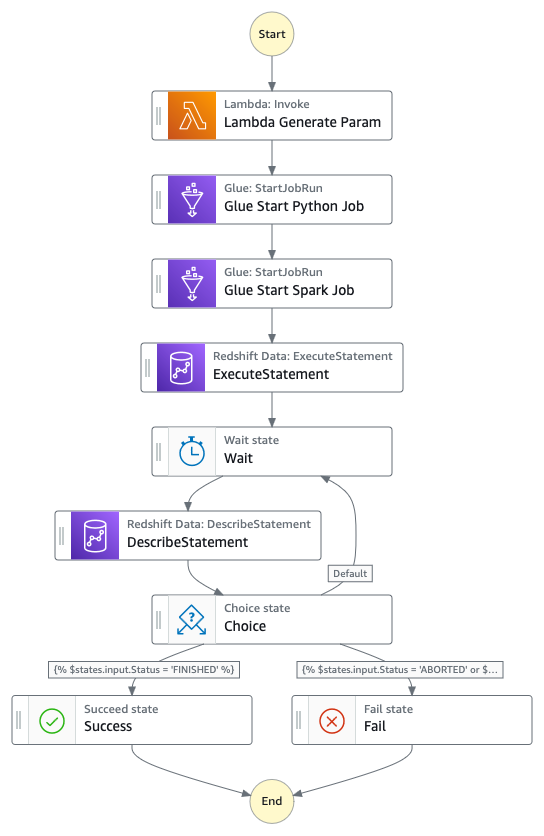 Start
Lambda: Invoke
Lambda Generate Param
Glue: StartJobRun
Glue Start Python Job
Glue: StartJobRun
Glue Start Spark Job
Redshift Data: ExecuteStatement
ExecuteStatement
Wait state
Wait
Redshift Data: DescribeStatement
DescribeStatement
Default
Choice state
Choice
{% $states.input.Status = 'FINISHED' %}
{% $states.input.Status = 'ABORTED' or $...
Succeed state
Success
Fail state
Fail
End